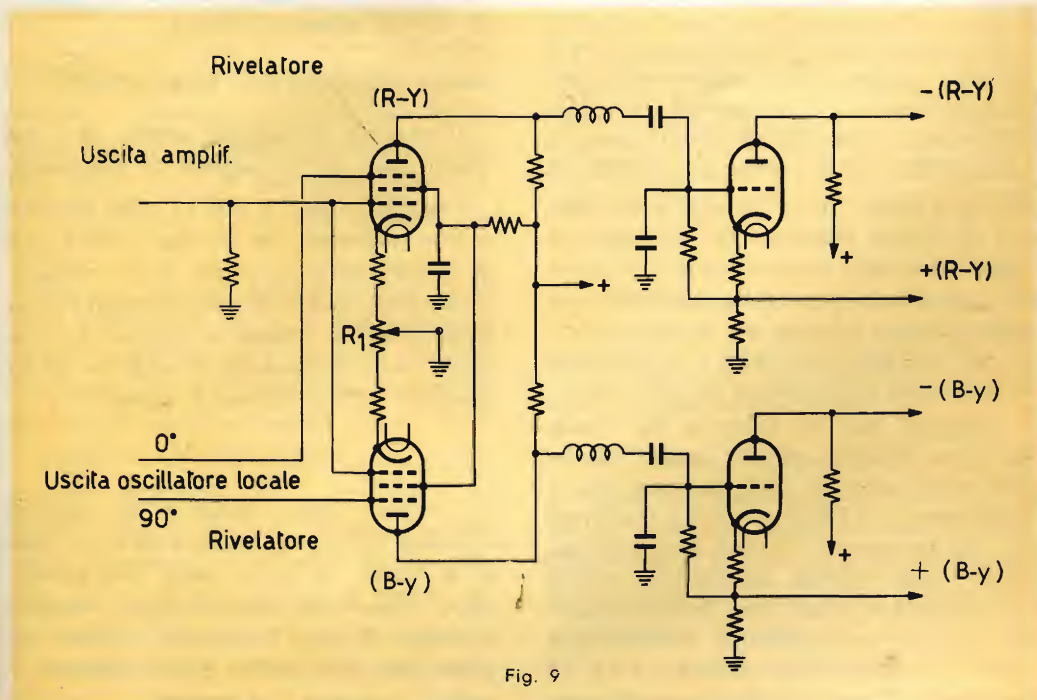 Rivelatore
(R-Y)
Uscita amplif.
-(R-Y)
+
+(R-Y)
+
R1
-(B-y)
0°
Uscita oscillatore locale
90°
Rivelatore
(B-y)
+
+ (B-y)
Fig. 9